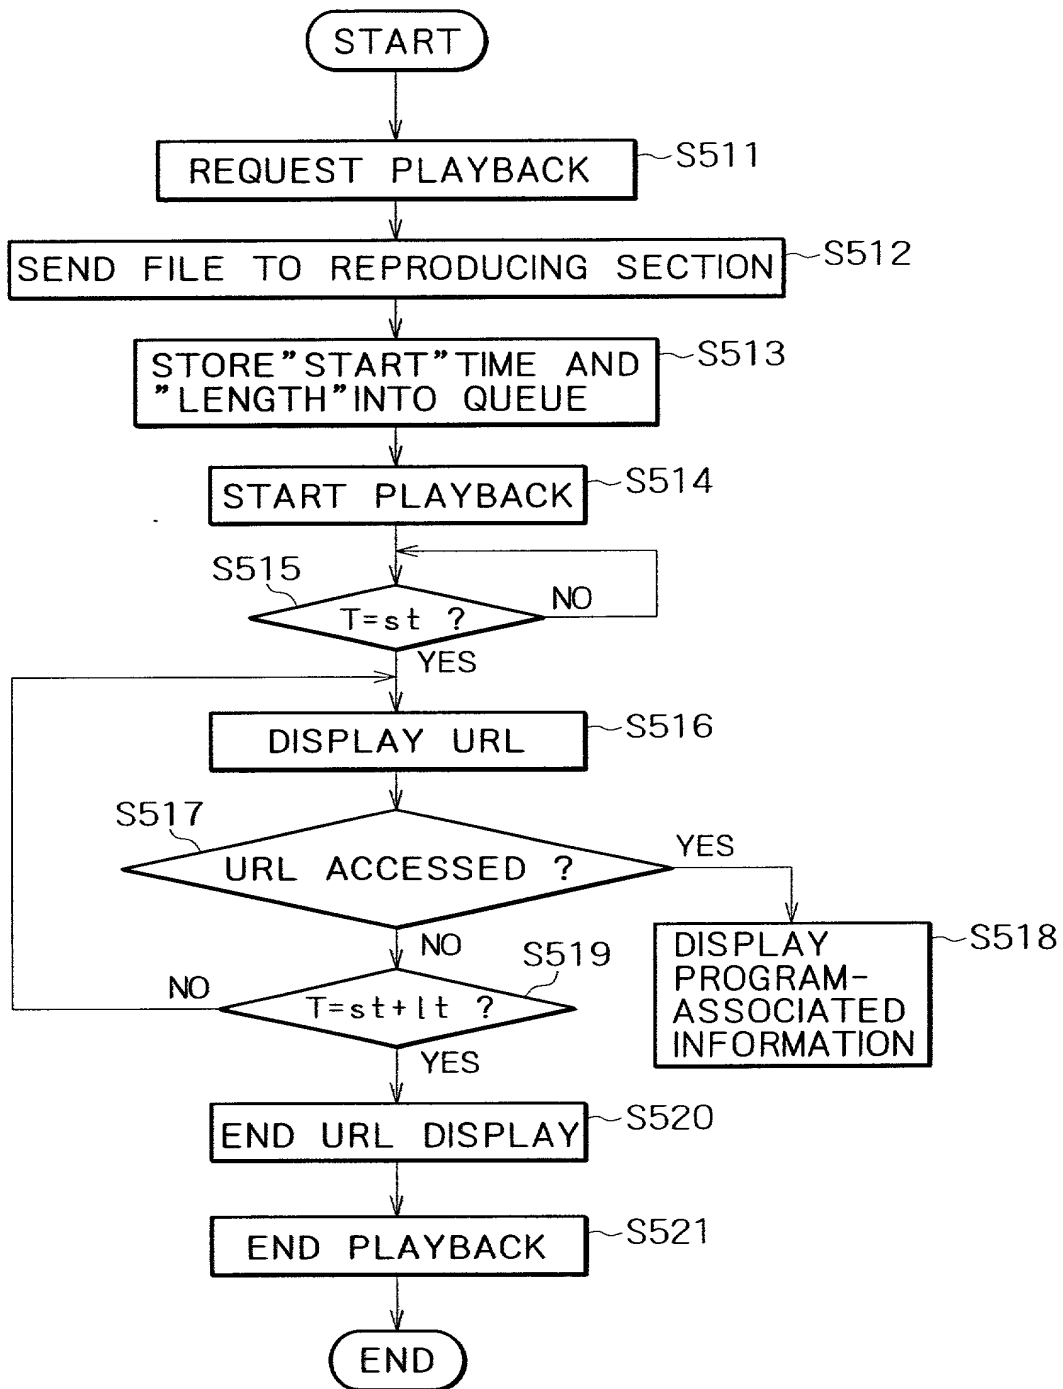 START
REQUEST PLAYBACK
S511
SEND FILE TO REPRODUCING SECTION
S512
STORE"START"TIME AND
"LENGTH"INTO QUEUE
S513
START PLAYBACK
S514
S515
T=st ?
NO
YES
DISPLAY URL
S516
S517
URL ACCESSED ?
YES
NO
DISPLAY
PROGRAM-
ASSOCIATED
INFORMATION
S518
S519
T=st+lt ?
NO
YES
END URL DISPLAY
S520
END PLAYBACK
S521
END